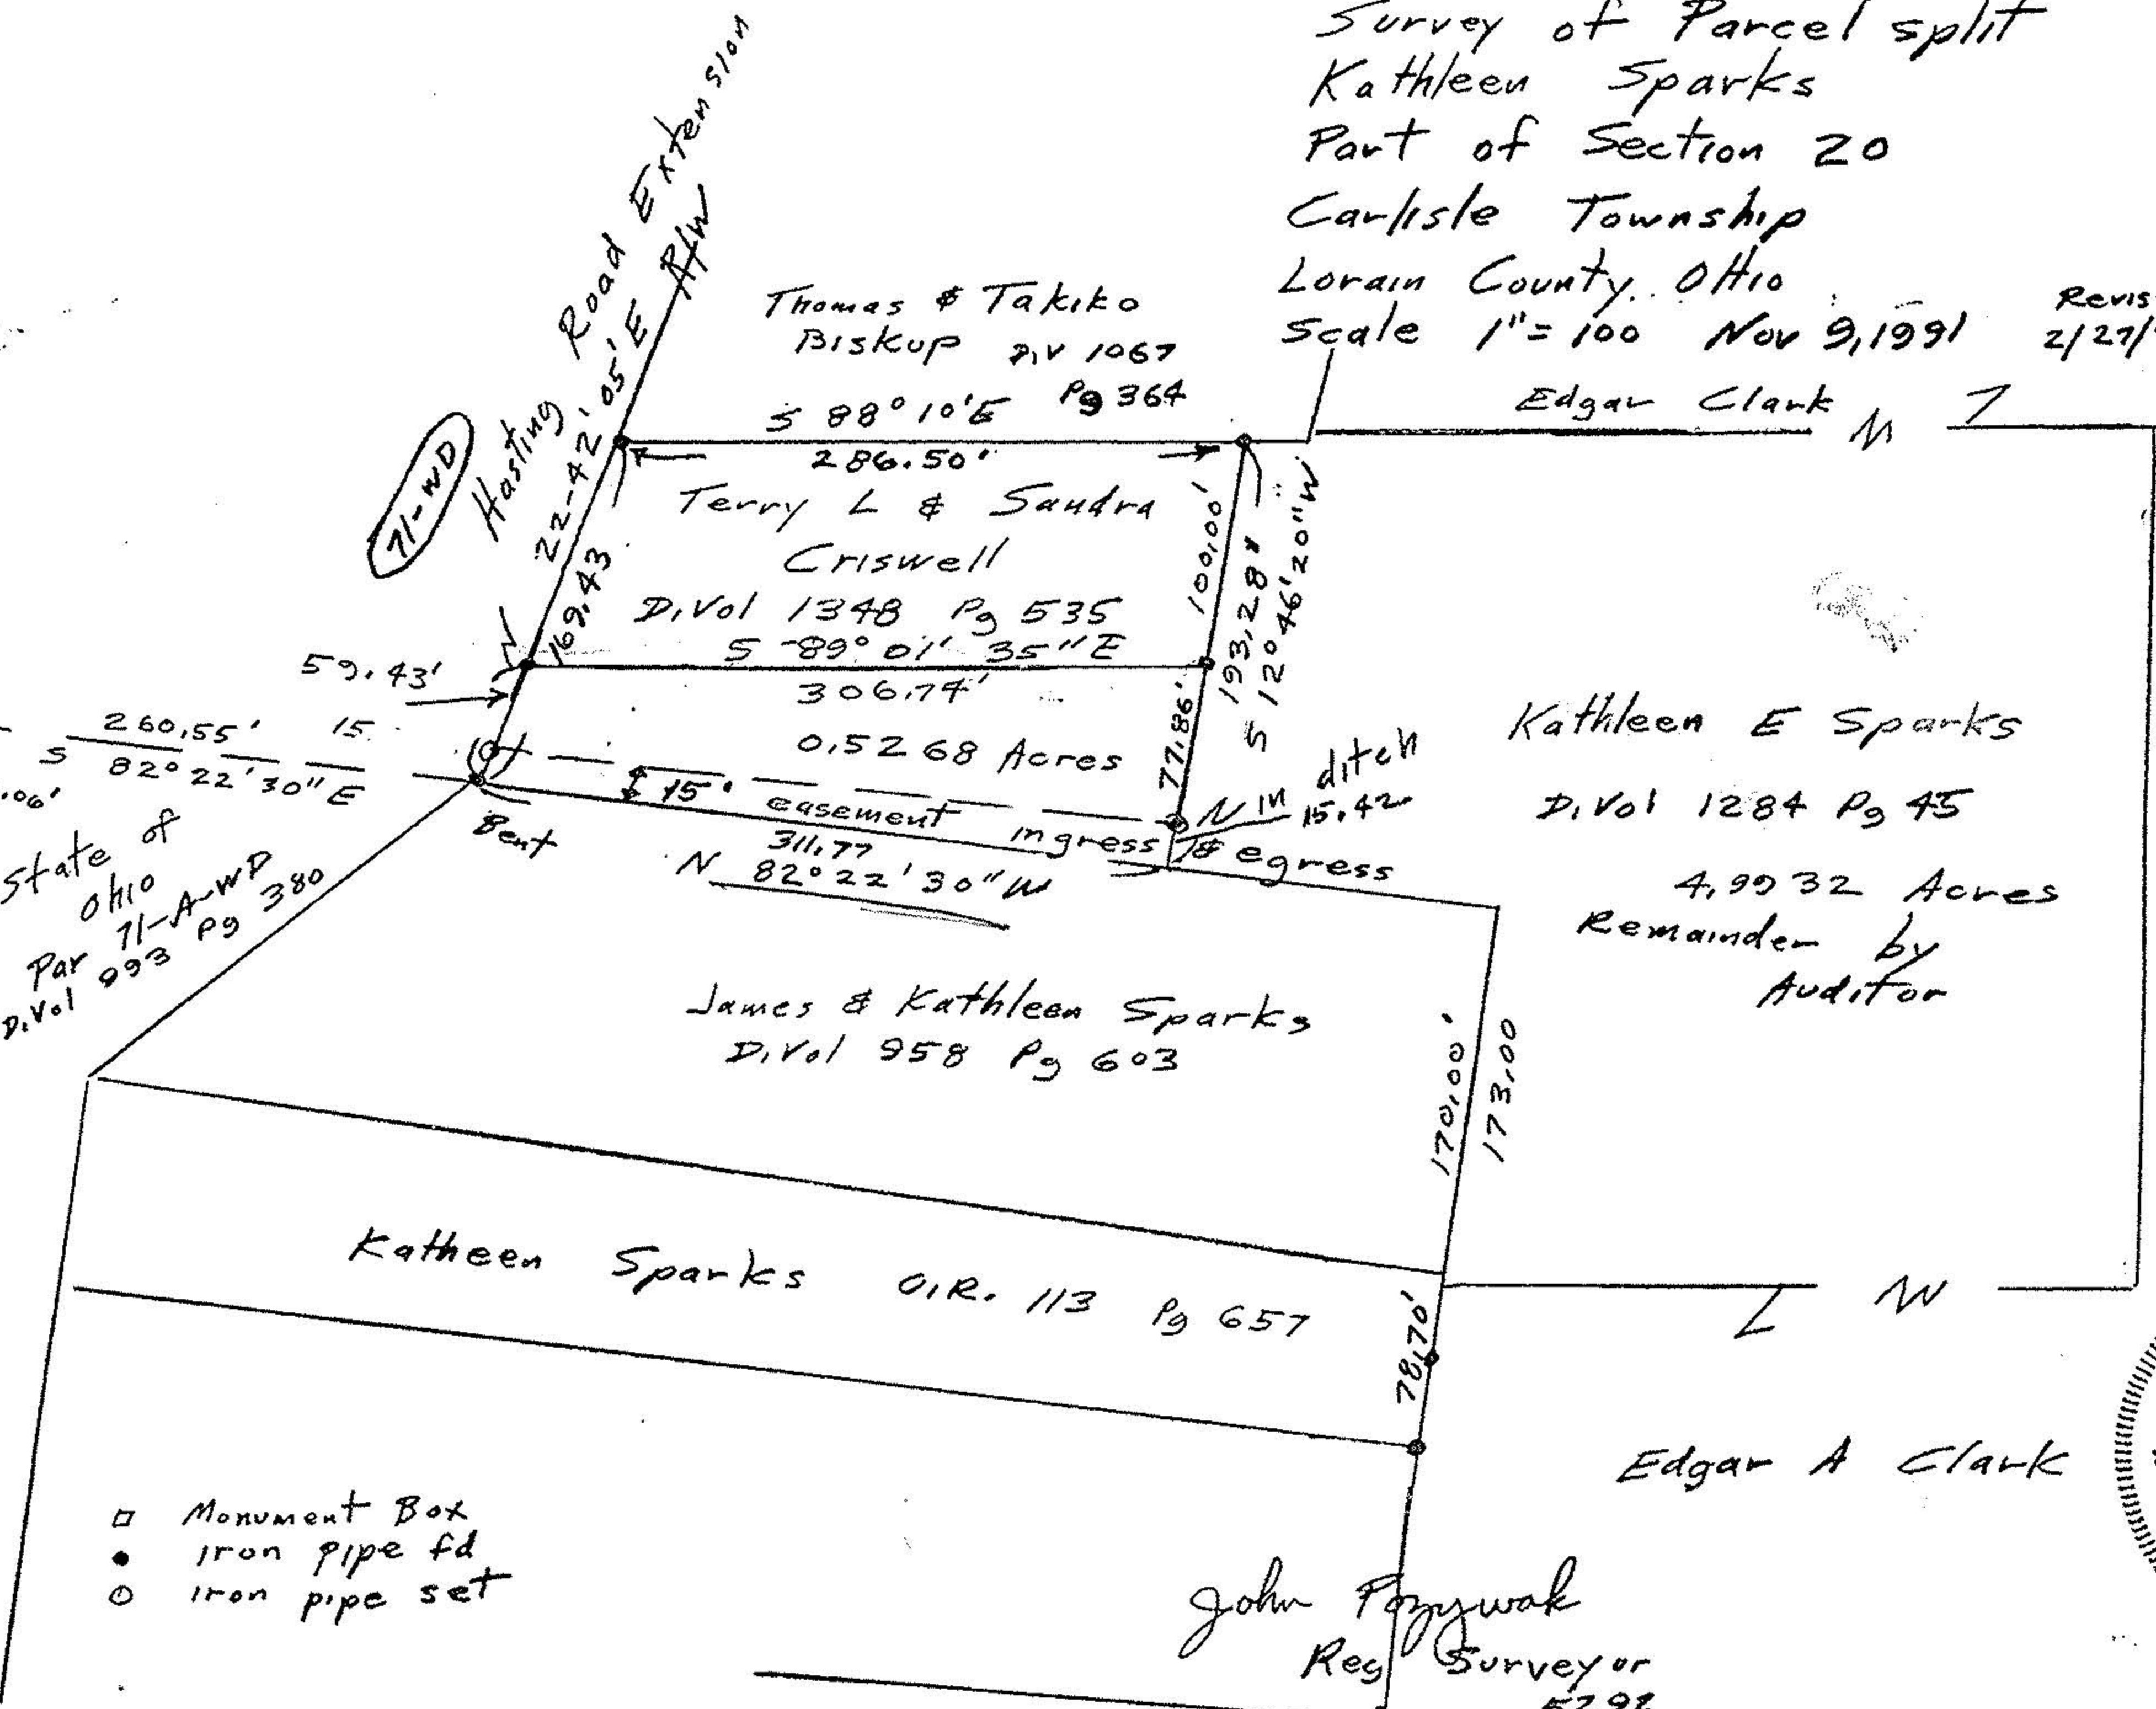 Survey of Parcel split
Kathleen Sparks
Part of Section 20
Carlisle Township
Lorain County. OHIO
Scale 1"= 100 Nov 9, 1991
Revis
2/27/
Hasting Road Extension
22-42'.05' E R/W
71-WD
Thomas & Takiko
Biskup D.V 1067
Pg 364
S 88° 10' E
286.50'
Edgar Clark
Terry L & Sandra
Criswell
D.Vol 1348 Pg 535
S -89° 01' 35" E
306.74'
169.43
100.00'
193.28'
S 12° 46' 20" W
59.43'
77.86'
0.5268 Acres
260.55' 15
S 82° 22' 30" E
.06'
15' easement ingress & egress
N in ditch
15.42
Bent
311.77
N 82° 22' 30" W
State of
Ohio
Par 71-A-WD
D.Vol 993 Pg 380
Kathleen E Sparks
D.Vol 1284 Pg 45
4.9932 Acres
Remainder by
Auditor
James & Kathleen Sparks
D.Vol 958 Pg 603
170.00'
173.00
Katheen Sparks O.R. 113 Pg 657
78.70'
Edgar A Clark
Monument Box
Iron pipe fd
Iron pipe set
John
Reg Surveyor